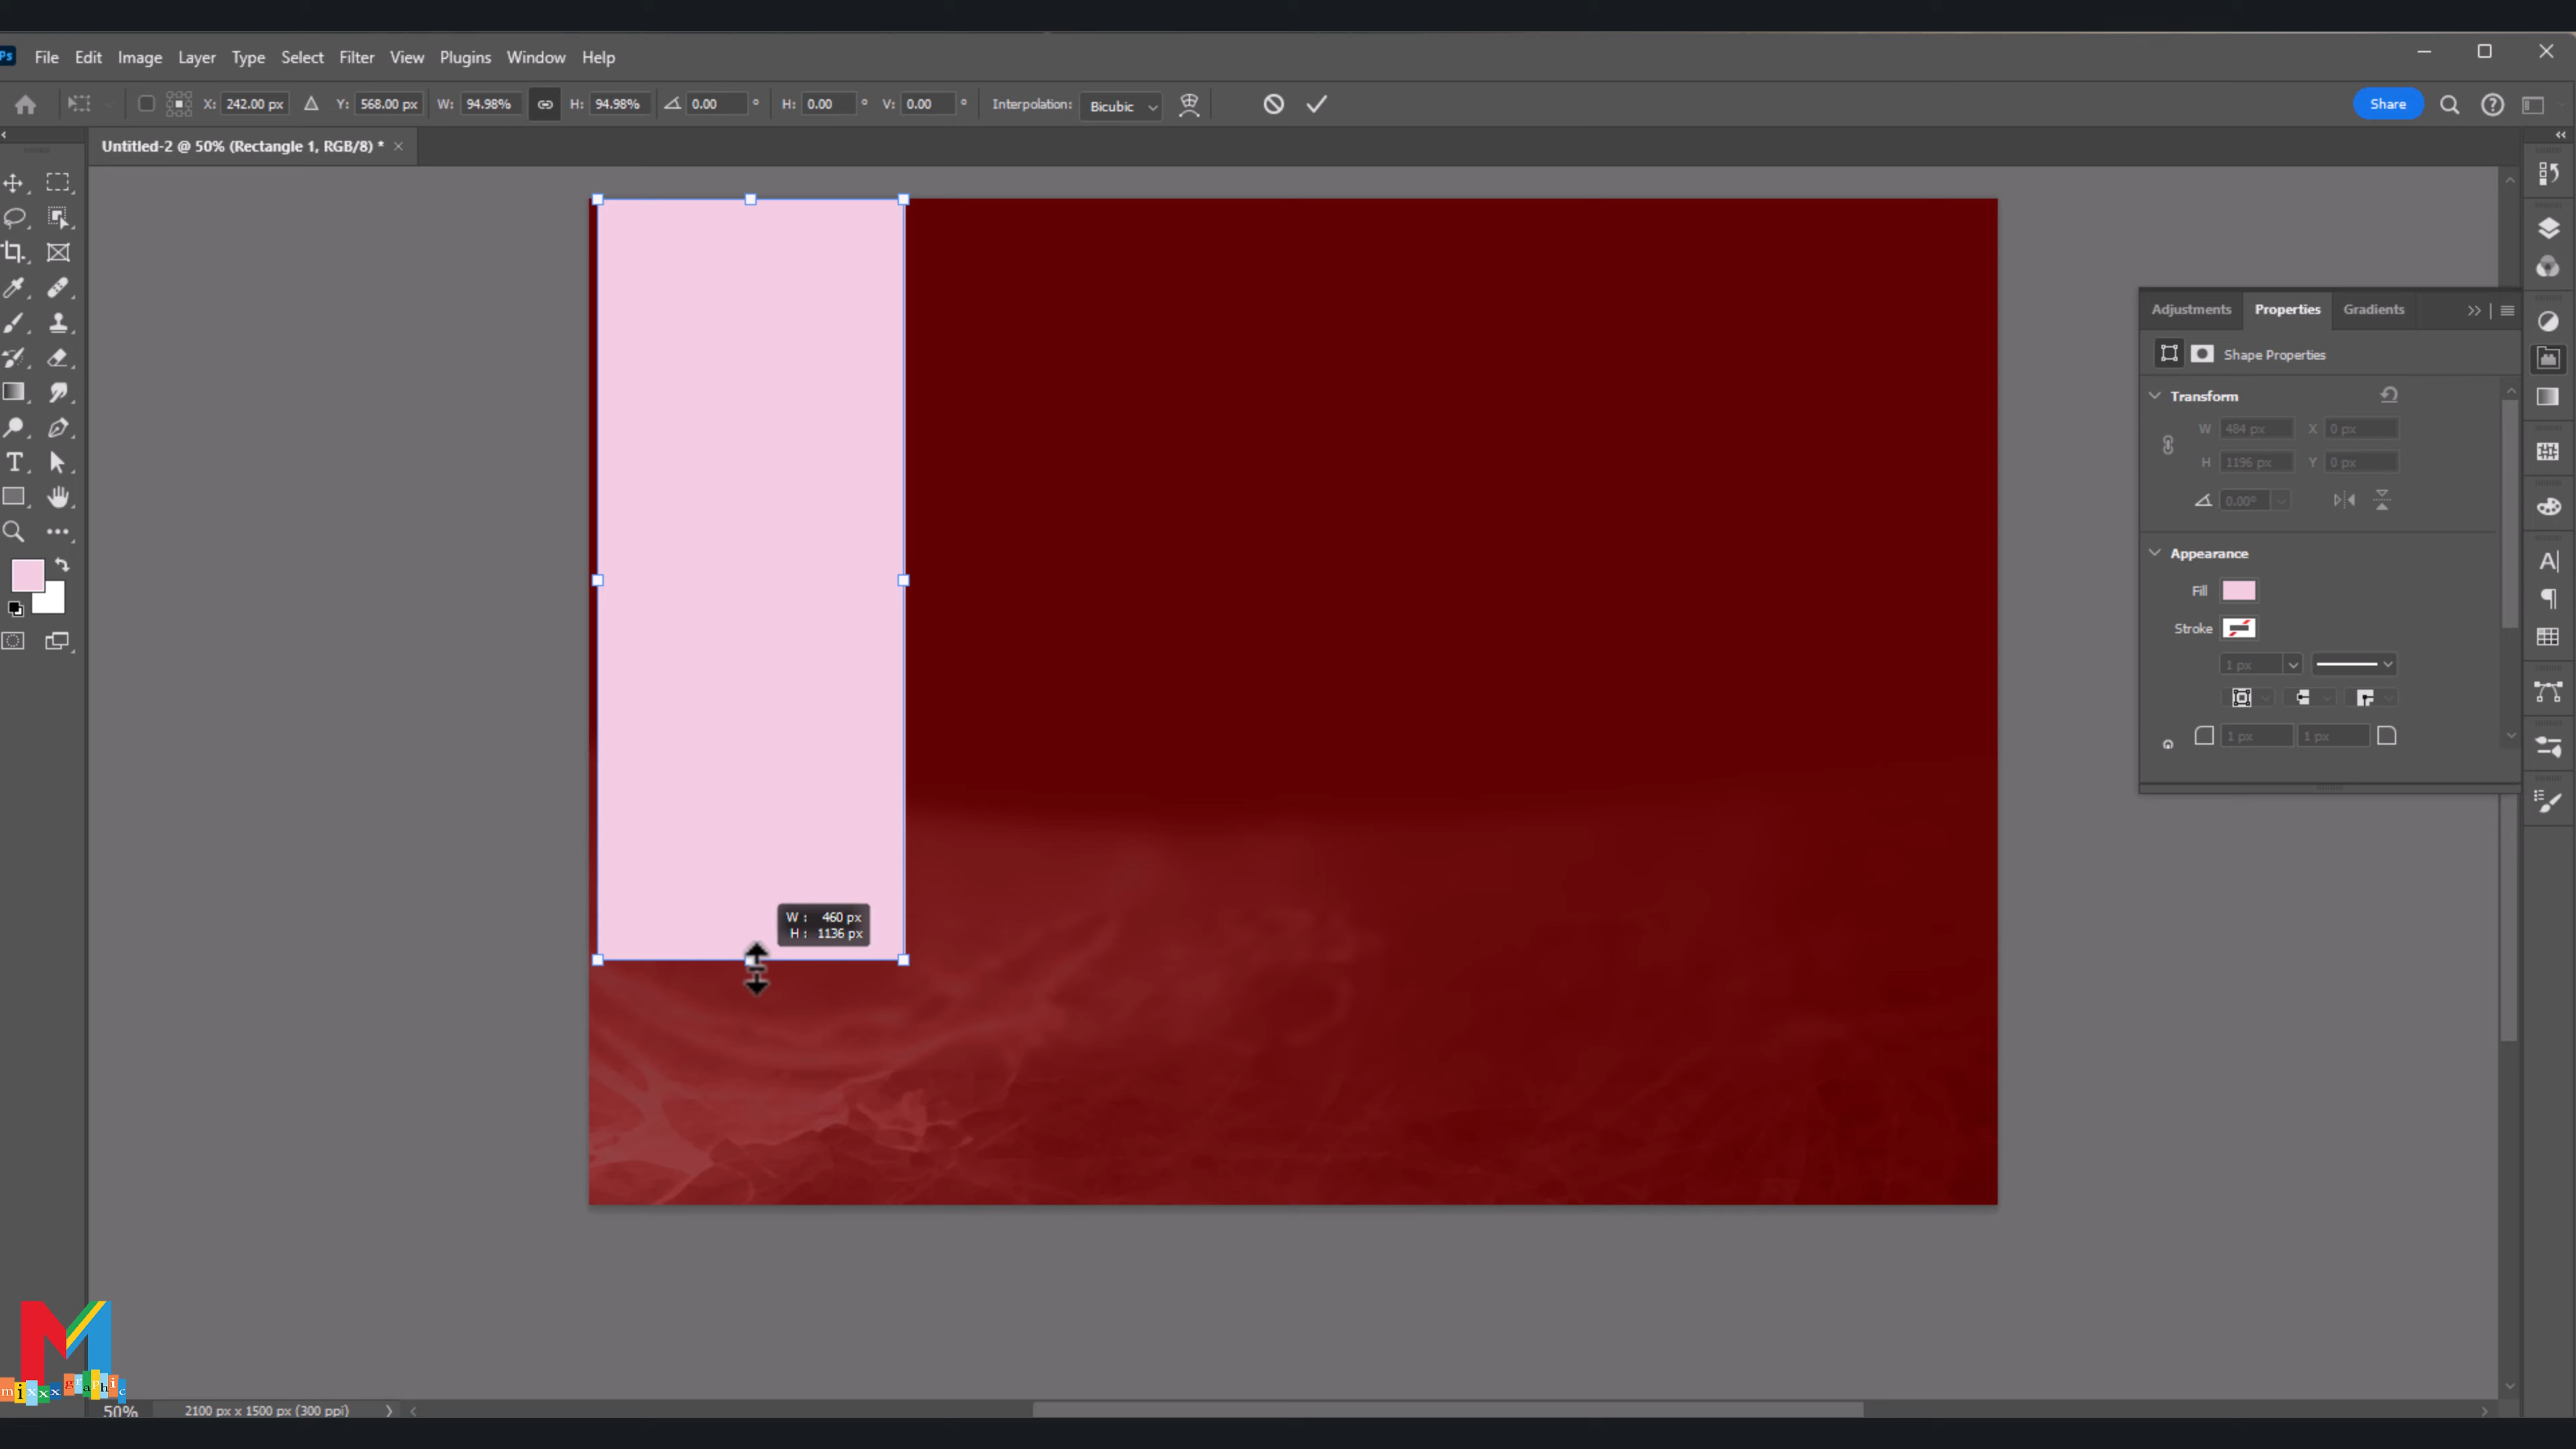 Ps File Edit Image Layer Type Select Filter View Plugins Window Help
X: 242.00 px Y: 568.00 px W: 94.98% H: 94.98% 0.00 ° H: 0.00 ° V: 0.00 ° Interpolation: Bicubic Share
Untitled-2 @ 50% (Rectangle 1, RGB/8) *
Adjustments Properties Gradients
Shape Properties
Transform
W 484 px X 0 px
H 1196 px Y 0 px
0.00°
Appearance
Fill
Stroke
1 px
1 px 1 px
W : 460 px
H : 1136 px
M
mixxx graphic
50% 2100 px x 1500 px (300 ppi)